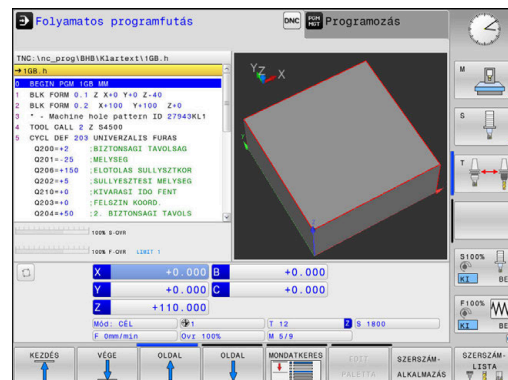 Folyamatos programfutás
DNC
PGM MGT
Programozás
TNC:\nc_prog\BHB\Klartext\1GB.h
→1GB.h
0 BEGIN PGM 1GB MM
1 BLK FORM 0.1 Z X+0 Y+0 Z-40
2 BLK FORM 0.2 X+100 Y+100 Z+0
3 * - Machine hole pattern ID 27943KL1
4 TOOL CALL 2 Z S4500
5 CYCL DEF 203 UNIVERZALIS FURAS
Q200=+2 ;BIZTONSAGI TAVOLSAG
Q201=-25 ;MELYSEG
Q206=+150 ;ELOTOLAS SULLYSZTKOR
Q202=+5 ;SULLYESZTESI MELYSEG
Q210=+0 ;KIVARASI IDO FENT
Q203=+0 ;FELSZIN KOORD.
Q204=+50 ;2. BIZTONSAGI TAVOLS
100% S-OVR
100% F-OVR LIMIT 1
Y Z X
Z
M
S
T
S100%
KI BE
F100%
KI BE
X +0.000 B +0.000
Y +0.000 C +0.000
Z +110.000
Mód: CÉL 1 T 12 Z S 1800
F 0mm/min Ovr 100% M 5/9
KEZDÉS
VÉGE
OLDAL
OLDAL
MONDATKERES
PALETTA
SZERSZÁM-
ALKALMAZÁS
SZERSZÁM-
LISTA